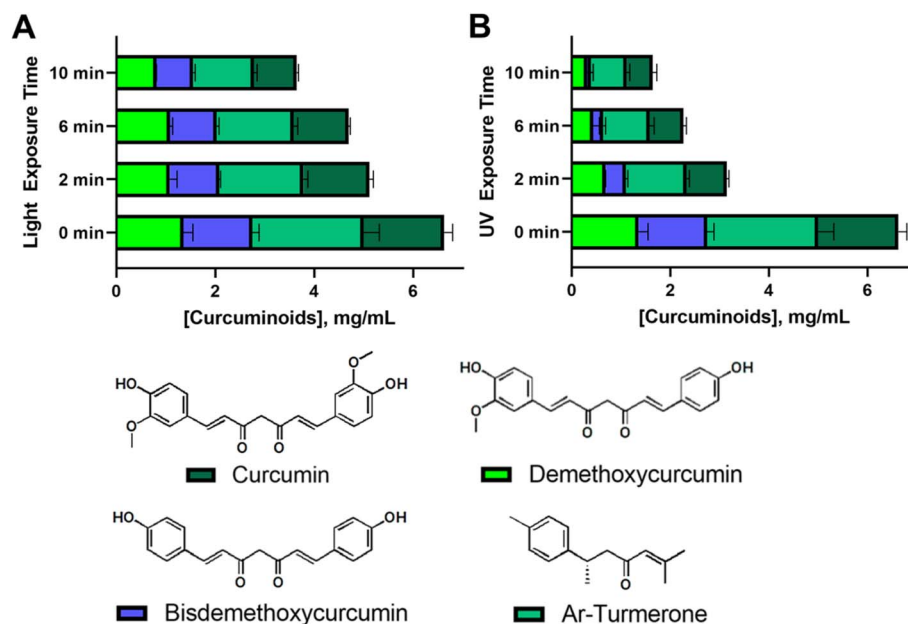 A
B
Light Exposure Time
10 min
6 min
2 min
0 min
0
2
4
6
[Curcuminoids], mg/mL
UV Exposure Time
10 min
6 min
2 min
0 min
0
2
4
6
[Curcuminoids], mg/mL
HO
O
O
O
O
OH
Curcumin
HO
O
O
O
OH
Demethoxycurcumin
HO
O
O
OH
Bisdemethoxycurcumin
O
Ar-Turmerone